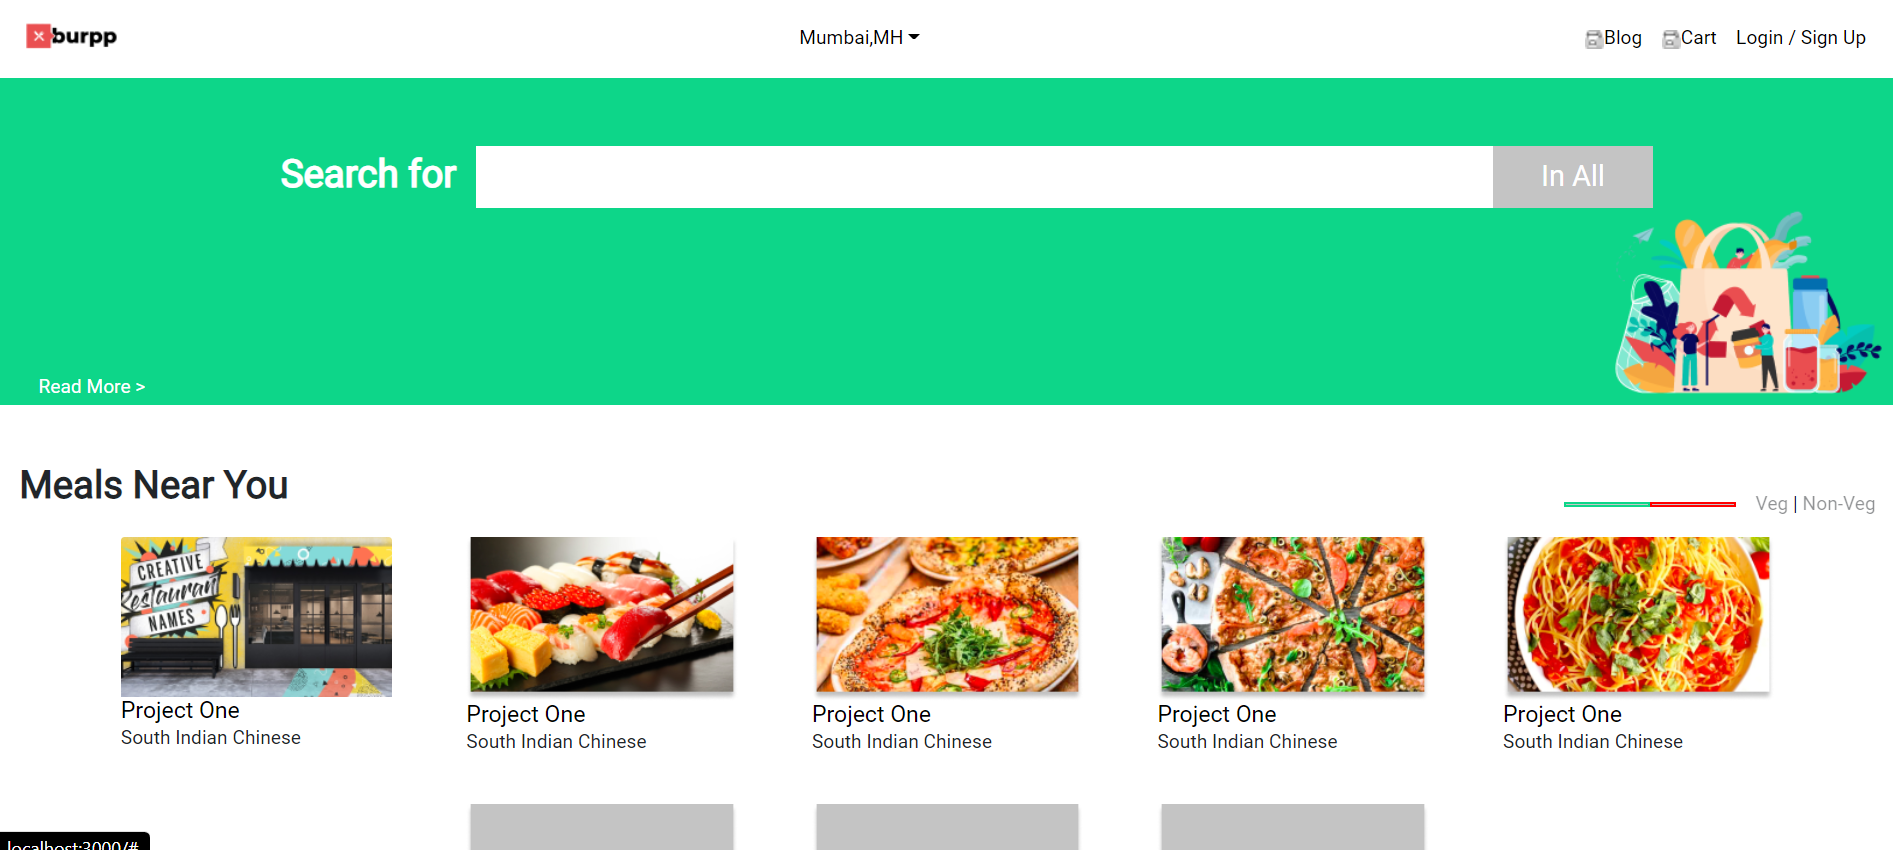 burpp
Mumbai,MH
Blog
Cart
Login / Sign Up
Search for
In All
Read More >
Meals Near You
Veg | Non-Veg
CREATIVE
Restaurant
NAMES
Project One
South Indian Chinese
Project One
South Indian Chinese
Project One
South Indian Chinese
Project One
South Indian Chinese
Project One
South Indian Chinese
localhost:3000/#